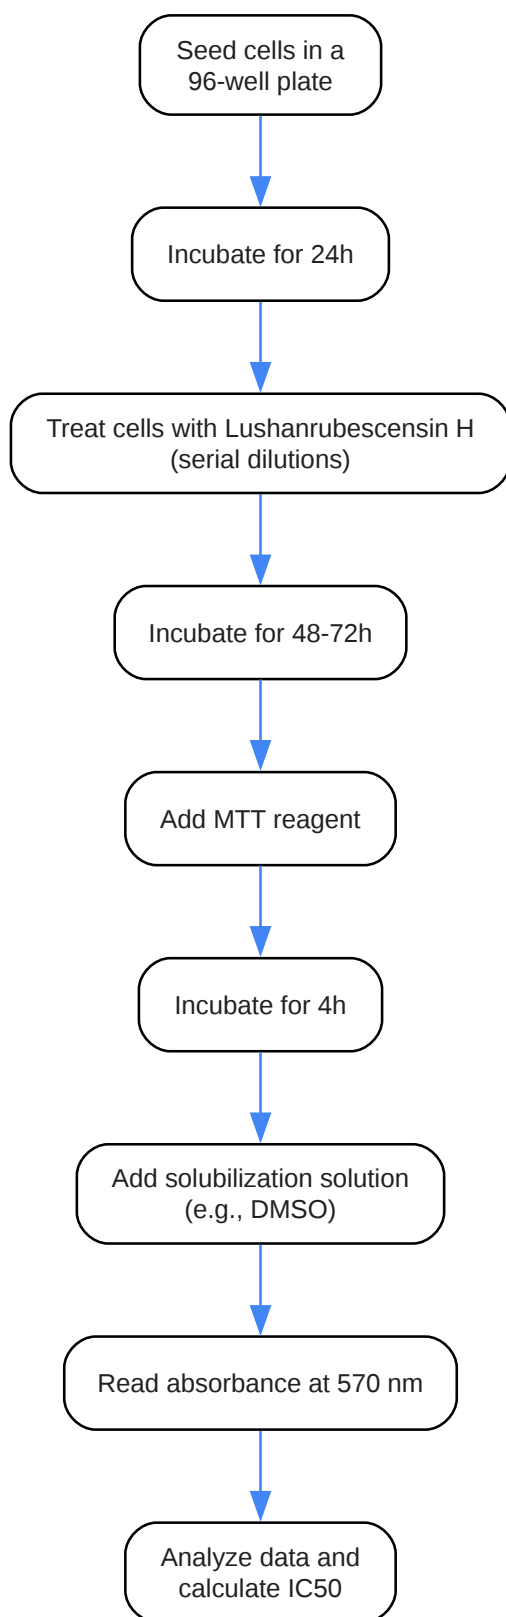 Seed cells in a
96-well plate
Incubate for 24h
Treat cells with Lushanrubescensin H
(serial dilutions)
Incubate for 48-72h
Add MTT reagent
Incubate for 4h
Add solubilization solution
(e.g., DMSO)
Read absorbance at 570 nm
Analyze data and
calculate IC50